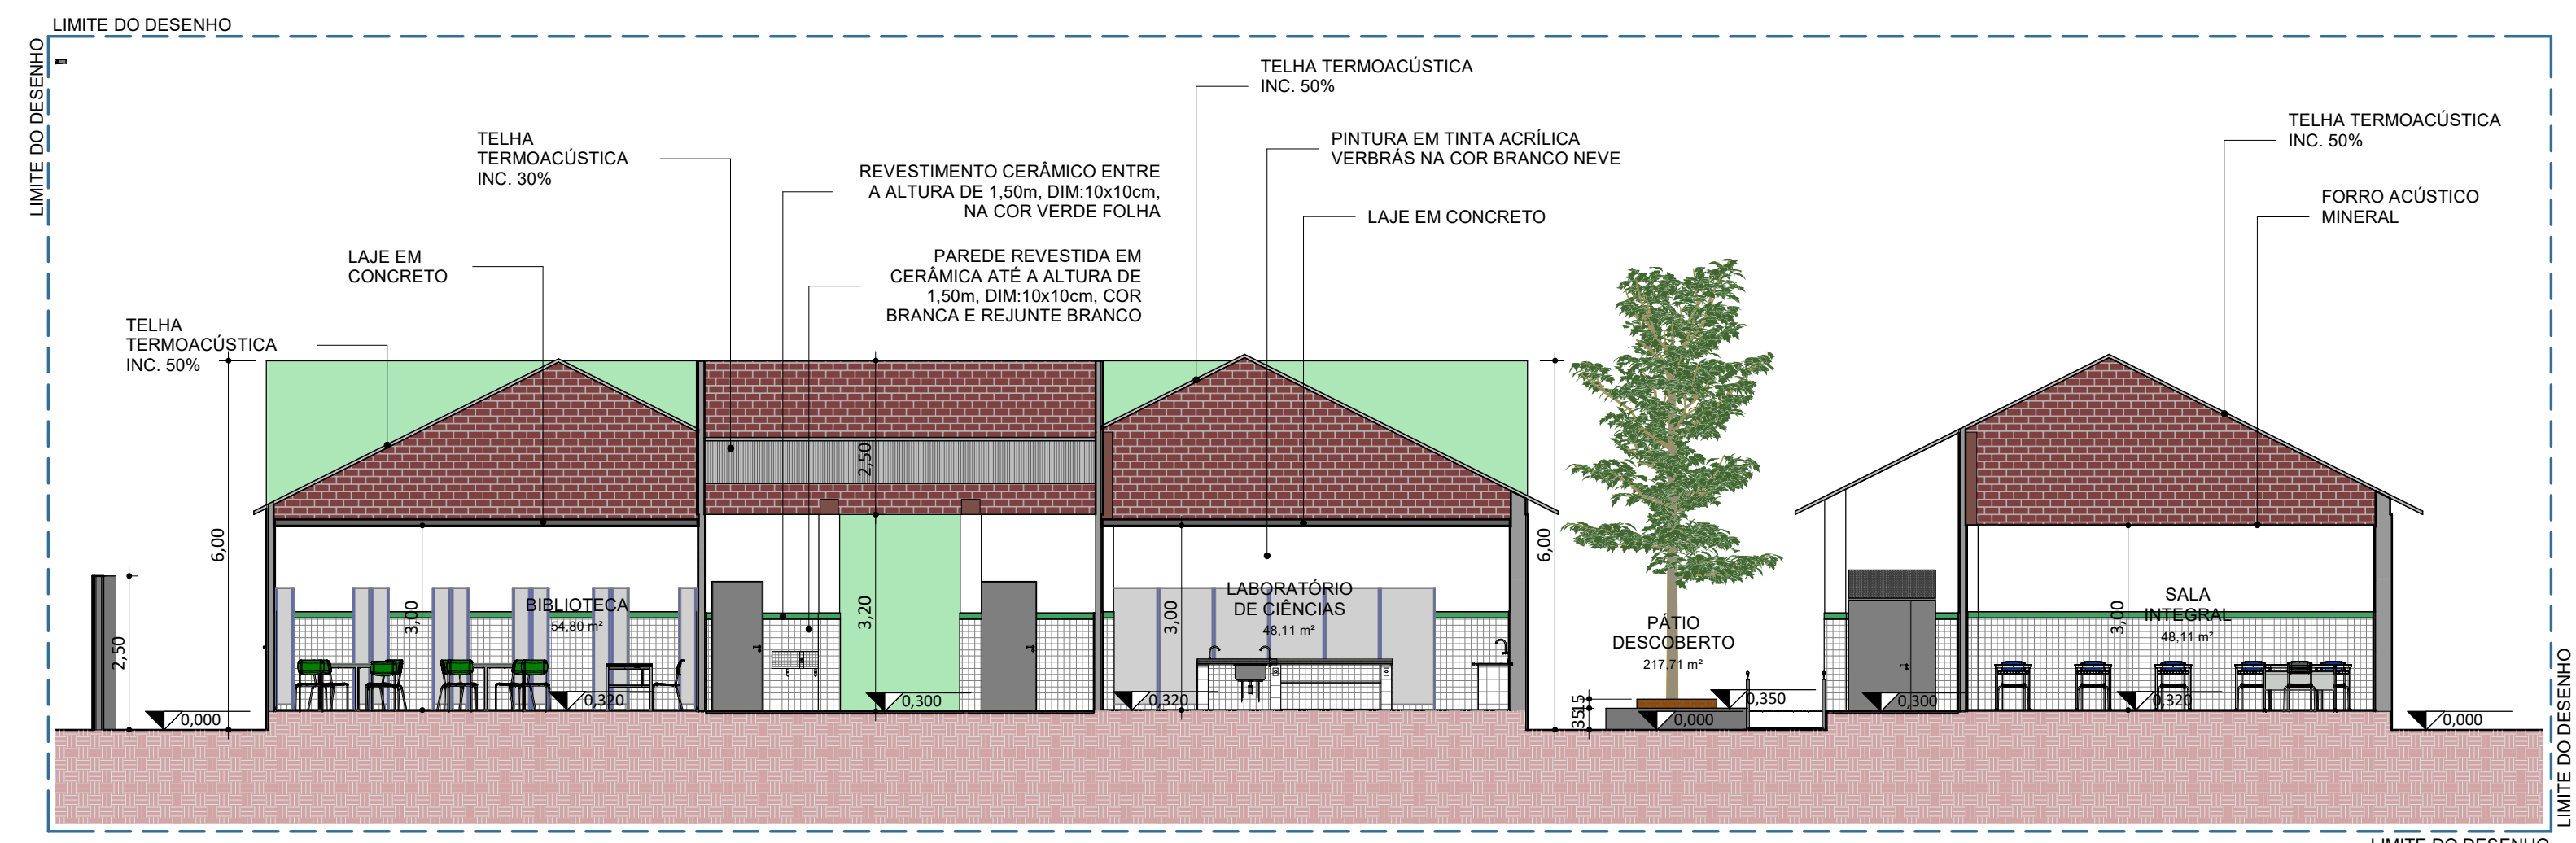 LIMITE DO DESENHO
LIMITE DO DESENHO
TELHA TERMOACÚSTICA
INC. 50%
TELHA
TERMOACÚSTICA
INC. 30%
REVESTIMENTO CERÂMICO ENTRE
A ALTURA DE 1,50m, DIM:10x10cm,
NA COR VERDE FOLHA
PINTURA EM TINTA ACRÍLICA
VERBRÁS NA COR BRANCO NEVE
TELHA TERMOACÚSTICA
INC. 50%
FORRO ACÚSTICO
MINERAL
LAJE EM CONCRETO
LAJE EM
CONCRETO
PAREDE REVESTIDA EM
CERÂMICA ATÉ A ALTURA DE
1,50m, DIM:10x10cm, COR
BRANCA E REJUNTE BRANCO
TELHA
TERMOACÚSTICA
INC. 50%
2,50
6,00
6,00
BIBLIOTECA
54,80 m²
LABORATÓRIO
DE CIÊNCIAS
48,11 m²
PÁTIO
DESCOBERTO
217,71 m²
SALA
INTEGRAL
48,11 m²
2,50
3,00
3,20
3,00
3,00
0,000
0,320
0,300
0,320
15
35
0,350
0,000
0,300
0,320
0,000
LIMITE DO DESENHO
LIMITE DO DESENHO